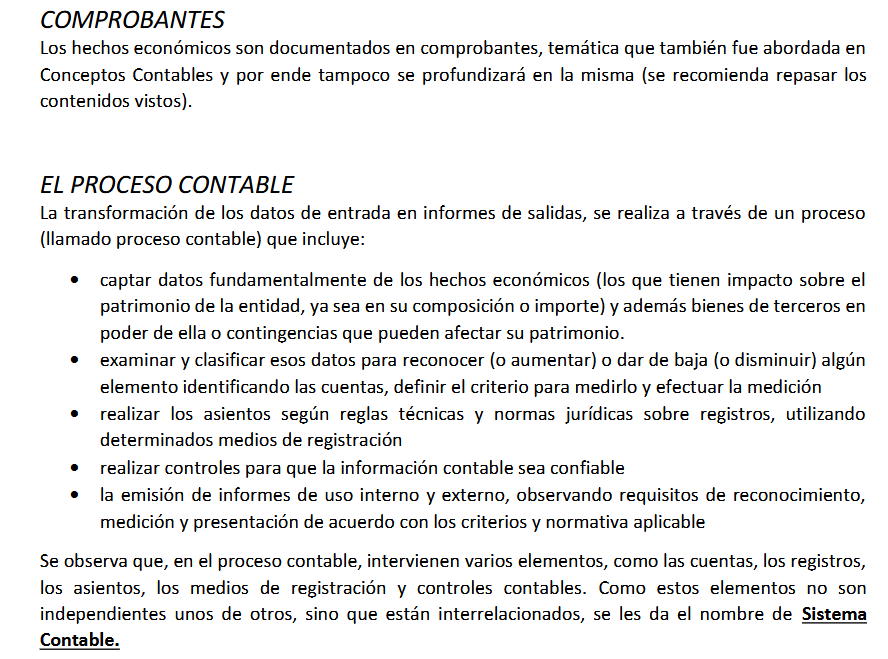 COMPROBANTES
Los hechos económicos son documentados en comprobantes, temática que también fue abordada en
Conceptos Contables y por ende tampoco se profundizará en la misma (se recomienda repasar los
contenidos vistos).
EL PROCESO CONTABLE
La transformación de los datos de entrada en informes de salidas, se realiza a través de un proceso
(llamado proceso contable) que incluye:
• captar datos fundamentalmente de los hechos económicos (los que tienen impacto sobre el
patrimonio de la entidad, ya sea en su composición o importe) y además bienes de terceros en
poder de ella o contingencias que pueden afectar su patrimonio.
• examinar y clasificar esos datos para reconocer (o aumentar) o dar de baja (o disminuir) algún
elemento identificando las cuentas, definir el criterio para medirlo y efectuar la medición
• realizar los asientos según reglas técnicas y normas jurídicas sobre registros, utilizando
determinados medios de registración
• realizar controles para que la información contable sea confiable
• la emisión de informes de uso interno y externo, observando requisitos de reconocimiento,
medición y presentación de acuerdo con los criterios y normativa aplicable
Se observa que, en el proceso contable, intervienen varios elementos, como las cuentas, los registros,
los asientos, los medios de registración y controles contables. Como estos elementos no son
independientes unos de otros, sino que están interrelacionados, se les da el nombre de Sistema
Contable.